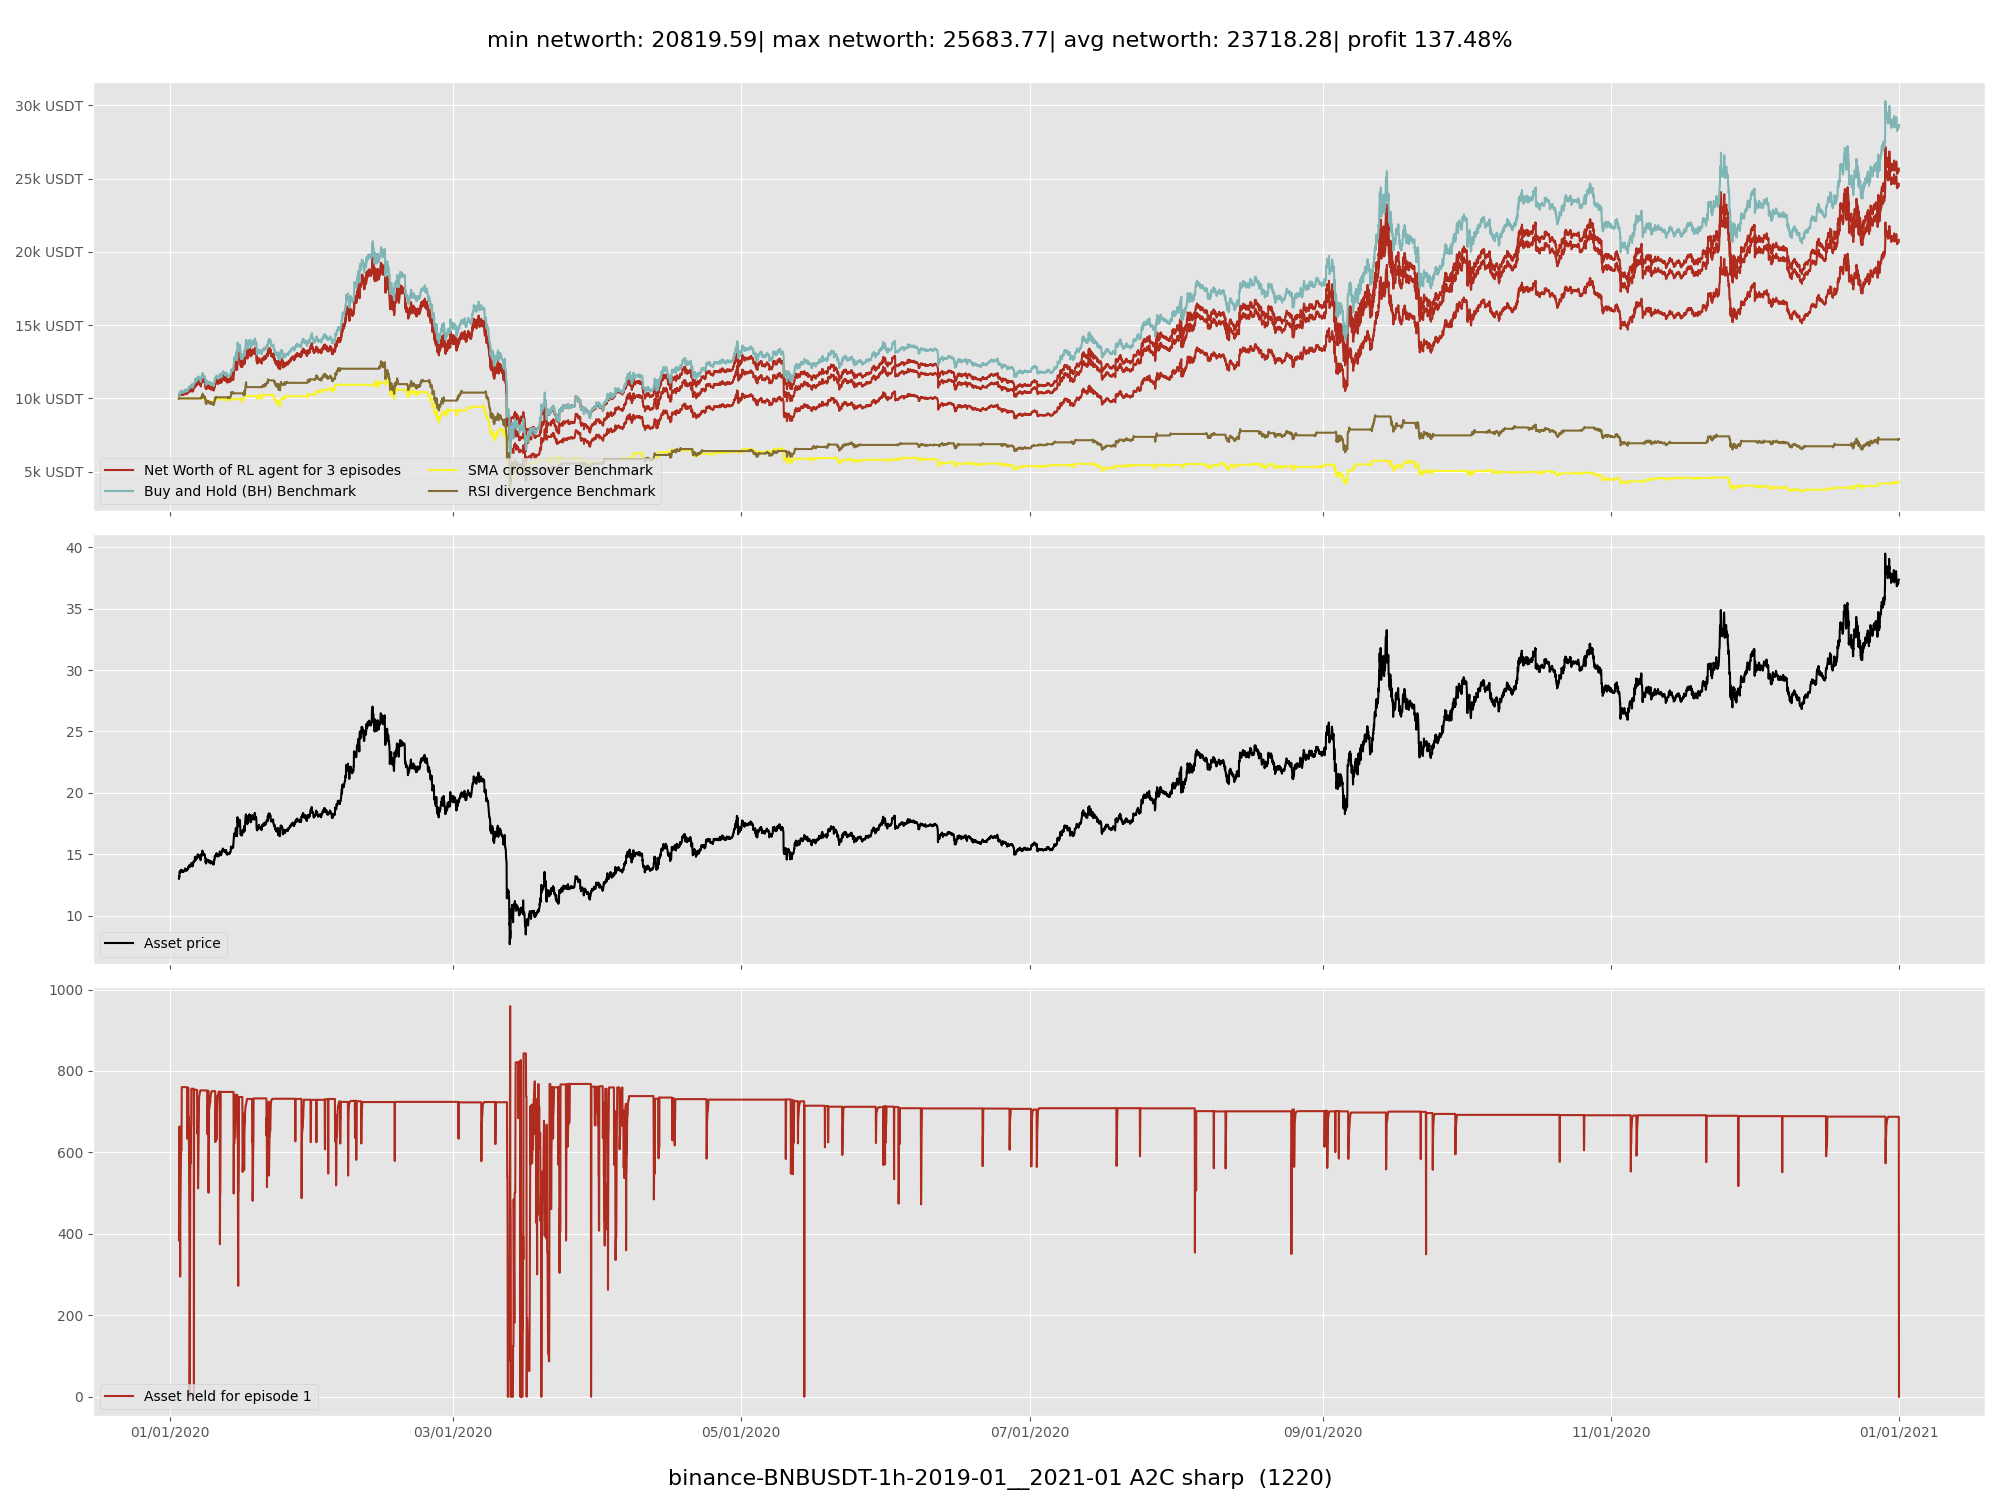 min networth: 20819.59| max networth: 25683.77| avg networth: 23718.28| profit 137.48%
30k USDT
25k USDT
20k USDT
15k USDT
10k USDT
5k USDT
Net Worth of RL agent for 3 episodes
Buy and Hold (BH) Benchmark
SMA crossover Benchmark
RSI divergence Benchmark
40
35
30
25
20
15
10
Asset price
1000
800
600
400
200
0
Asset held for episode 1
01/01/2020
03/01/2020
05/01/2020
07/01/2020
09/01/2020
11/01/2020
01/01/2021
binance-BNBUSDT-1h-2019-01__2021-01 A2C sharp (1220)